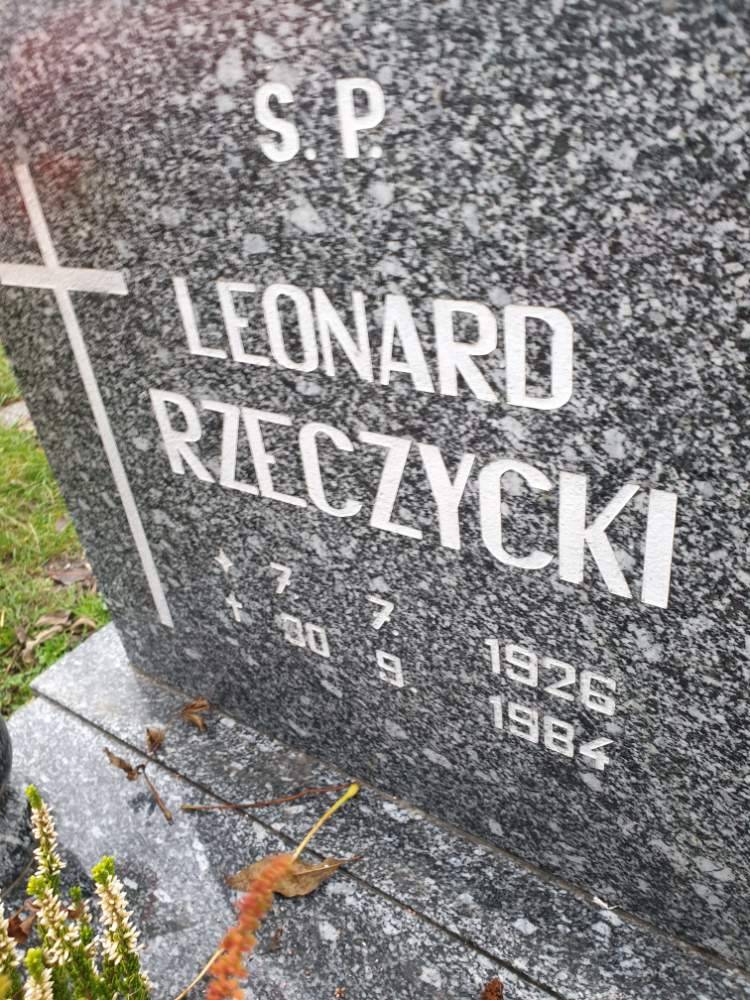 S. P.
LEONARD
RZECZYCKI
7. 7. 1926
30 9. 1984